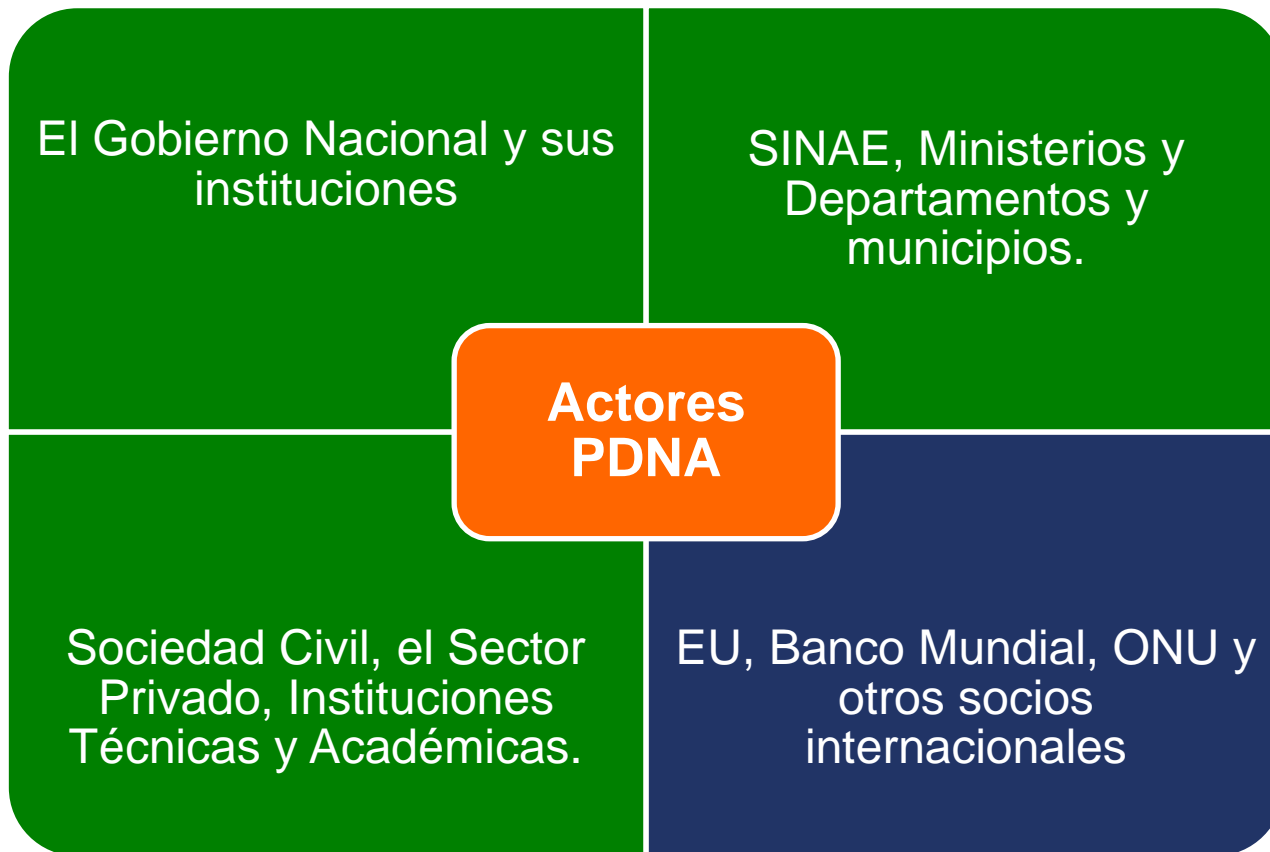 El Gobierno Nacional y sus
instituciones
SINAE, Ministerios y
Departamentos y
municipios.
Actores
PDNA
Sociedad Civil, el Sector
Privado, Instituciones
Técnicas y Académicas.
EU, Banco Mundial, ONU y
otros socios
internacionales